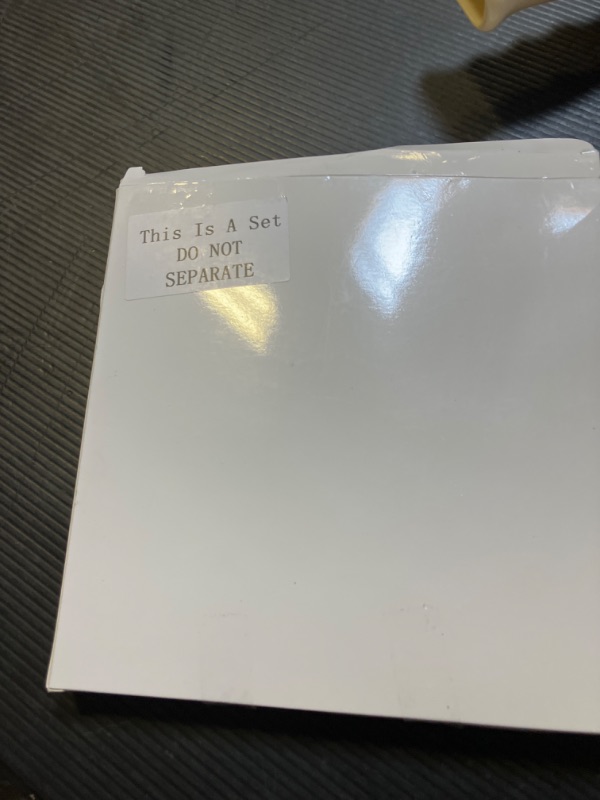 This Is A Set
DO NOT
SEPARATE